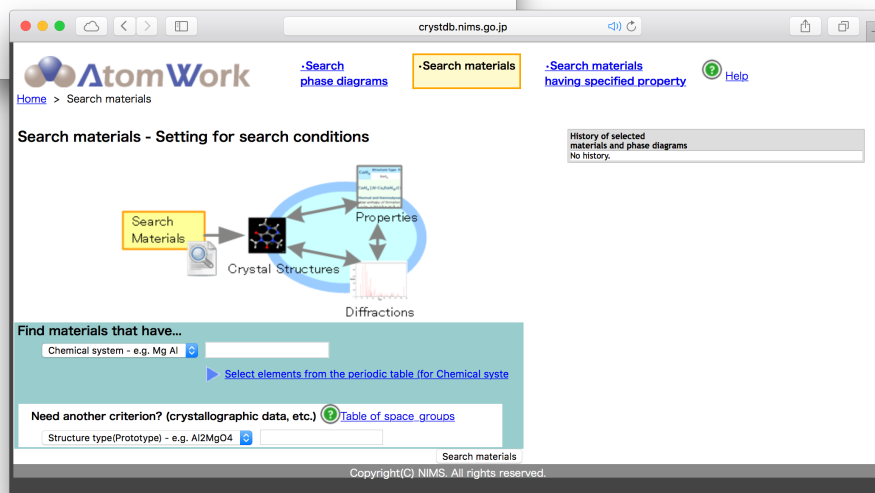 crystdb.nims.go.jp
AtomWork
·Search
phase diagrams
·Search materials
·Search materials
having specified property
Help
Home > Search materials
Search materials - Setting for search conditions
History of selected
materials and phase diagrams
No history.
Search
Materials
Crystal Structures
Properties
Diffractions
Find materials that have...
Chemical system - e.g. Mg Al
Select elements from the periodic table (for Chemical syste
Need another criterion? (crystallographic data, etc.) ? Table of space groups
Structure type(Prototype) - e.g. Al2MgO4
Search materials
Copyright(C) NIMS. All rights reserved.